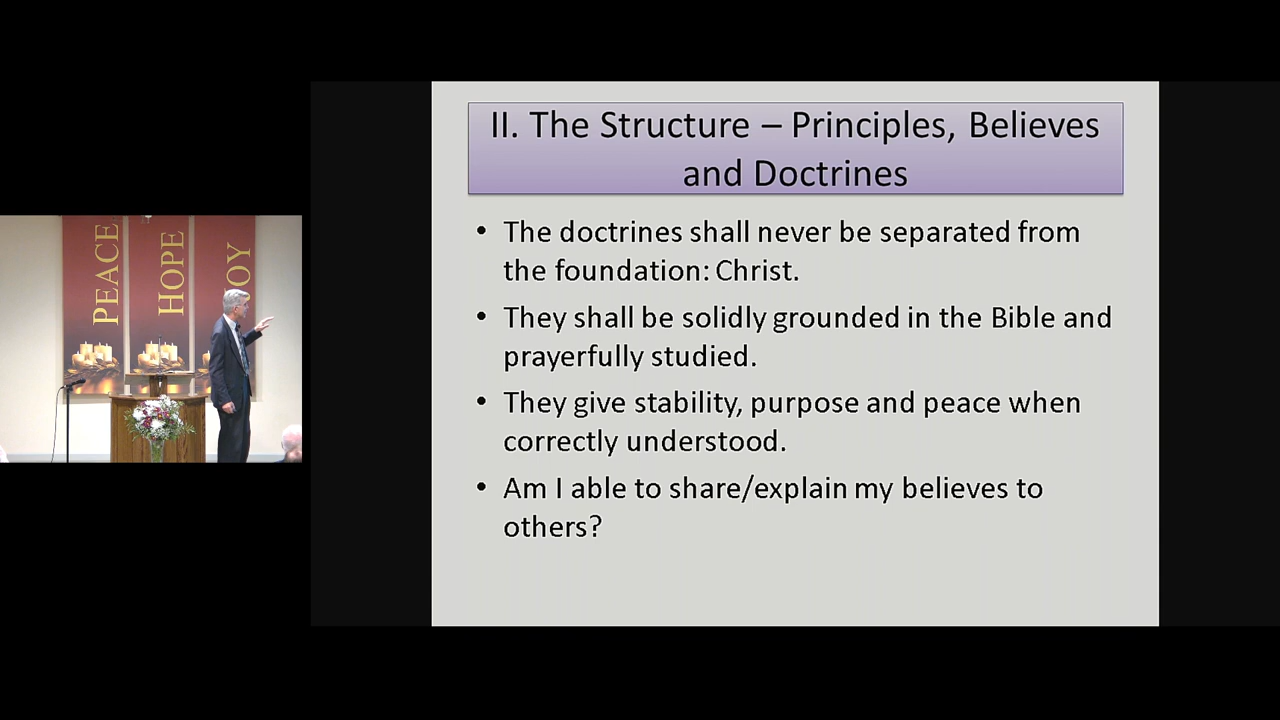 PEACE
HOPE
JOY
II. The Structure – Principles, Believes
and Doctrines
• The doctrines shall never be separated from
the foundation: Christ.
• They shall be solidly grounded in the Bible and
prayerfully studied.
• They give stability, purpose and peace when
correctly understood.
• Am I able to share/explain my believes to
others?